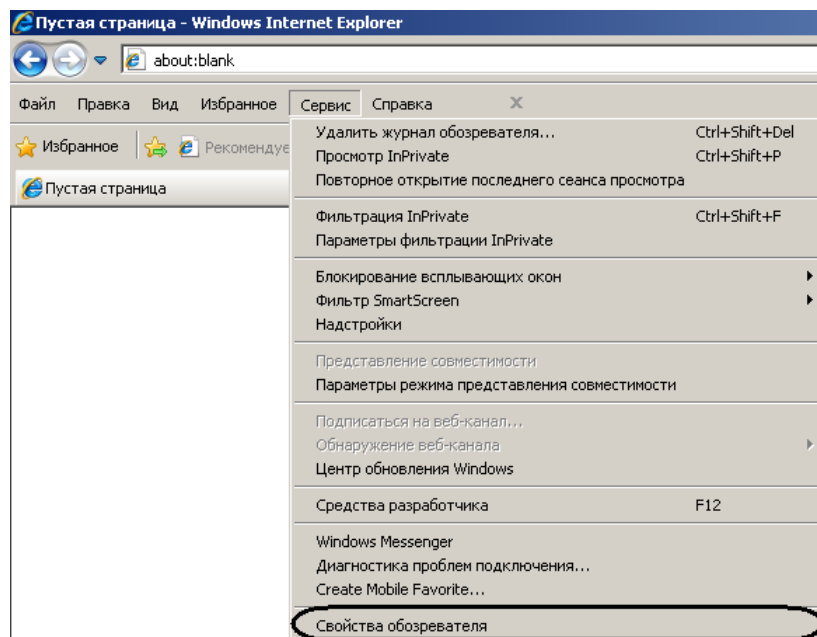 Пустая страница - Windows Internet Explorer
about:blank
Файл Правка Вид Избранное Сервис Справка X
Избранное Рекомендуе
Пустая страница
Удалить журнал обозревателя... Ctrl+Shift+Del
Просмотр InPrivate Ctrl+Shift+P
Повторное открытие последнего сеанса просмотра
Фильтрация InPrivate Ctrl+Shift+F
Параметры фильтрации InPrivate
Блокирование всплывающих окон
Фильтр SmartScreen
Надстройки
Представление совместимости
Параметры режима представления совместимости
Подписаться на веб-канал...
Обнаружение веб-канала
Центр обновления Windows
Средства разработчика F12
Windows Messenger
Диагностика проблем подключения...
Create Mobile Favorite...
Свойства обозревателя